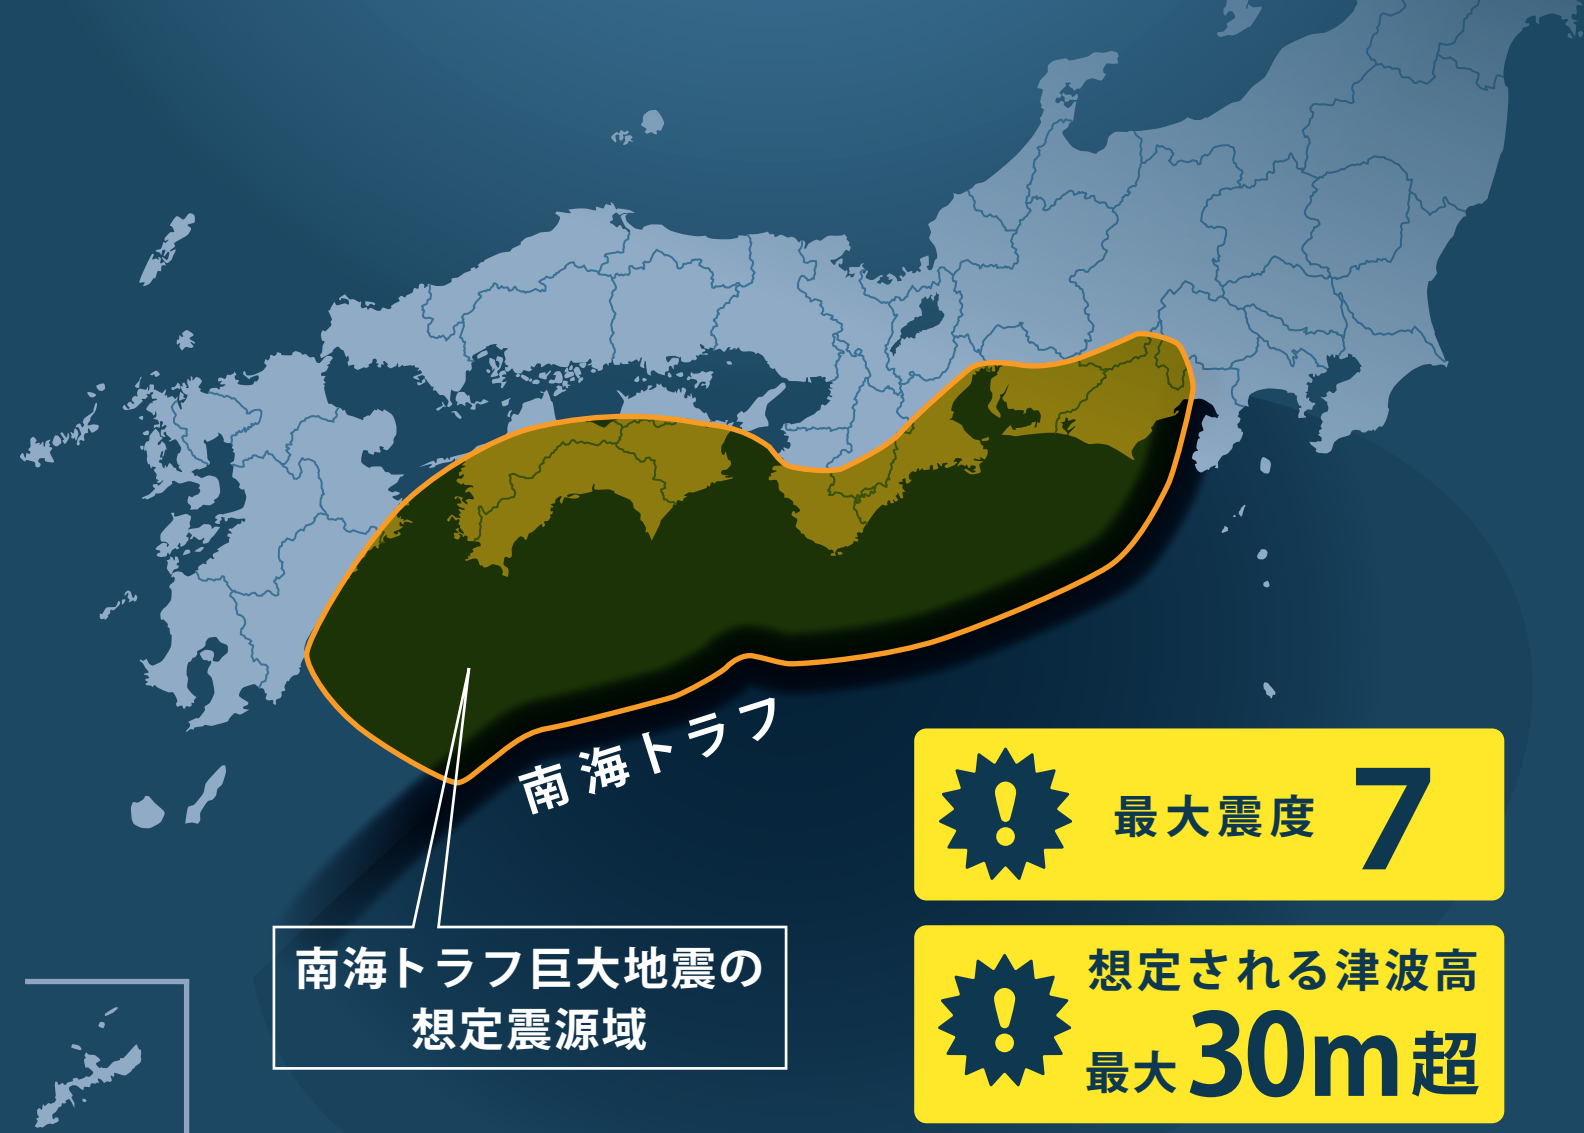 南海トラフ
最大震度 7
想定される津波高
最大30m超
南海トラフ巨大地震の
想定震源域